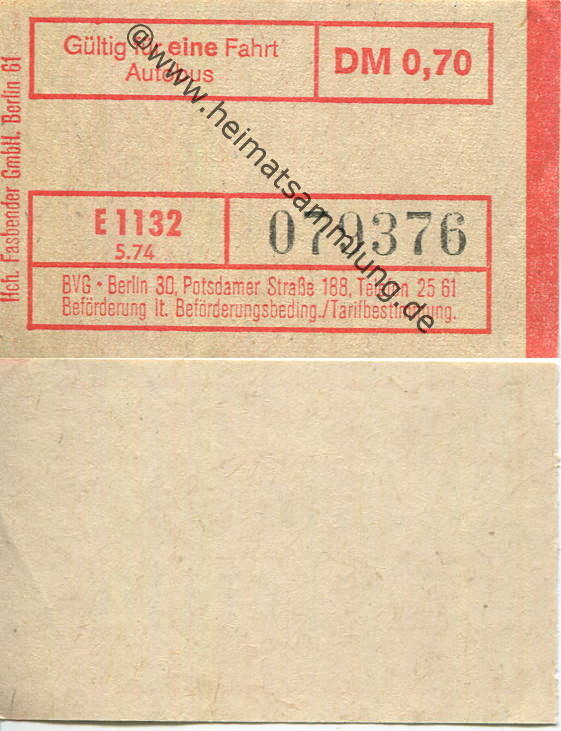 Gültig für eine Fahrt
Autobus
DM 0,70
Hch. Fasbender GmbH. Berlin 61
E 1132
5.74
079376
BVG • Berlin 30, Potsdamer Straße 188, Telefon 25 61
Beförderung lt. Beförderungsbeding./Tarifbestimmung.
@www.heimatsammlung.de